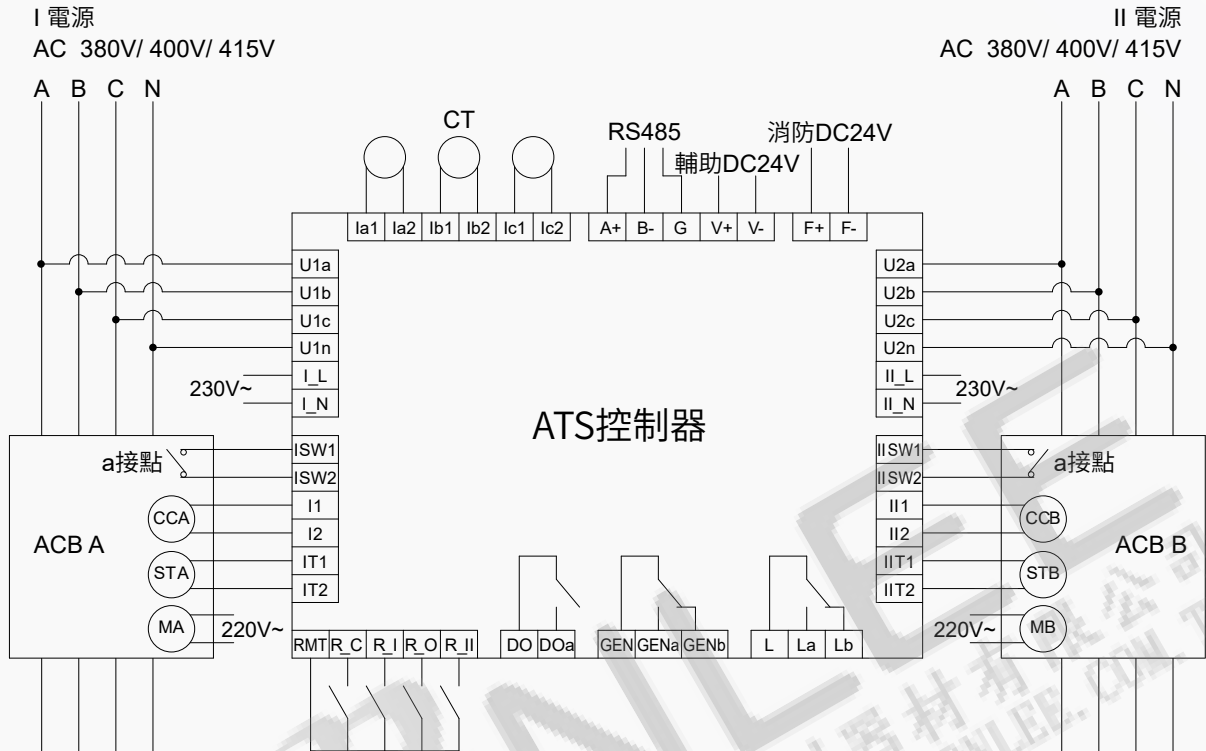 I 電源
II 電源
AC 380V/ 400V/ 415V
AC 380V/ 400V/ 415V
A B C N
A B C N
CT
RS485
消防DC24V
輔助DC24V
Ia1 Ia2 Ib1 Ib2 Ic1 Ic2 A+ B- G V+ V- F+ F-
U1a
U1b
U1c
U1n
I_L
I_N
230V~
U2a
U2b
U2c
U2n
II_L
II_N
230V~
ATS控制器
ISW1
ISW2
I1
I2
IT1
IT2
a接點
CCA
ACB A
STA
MA
220V~
IISW1
IISW2
II1
II2
IIT1
IIT2
a接點
CCB
ACB B
STB
MB
220V~
RMT R_C R_I R_O R_II DO DOa GEN GENa GENb L La Lb